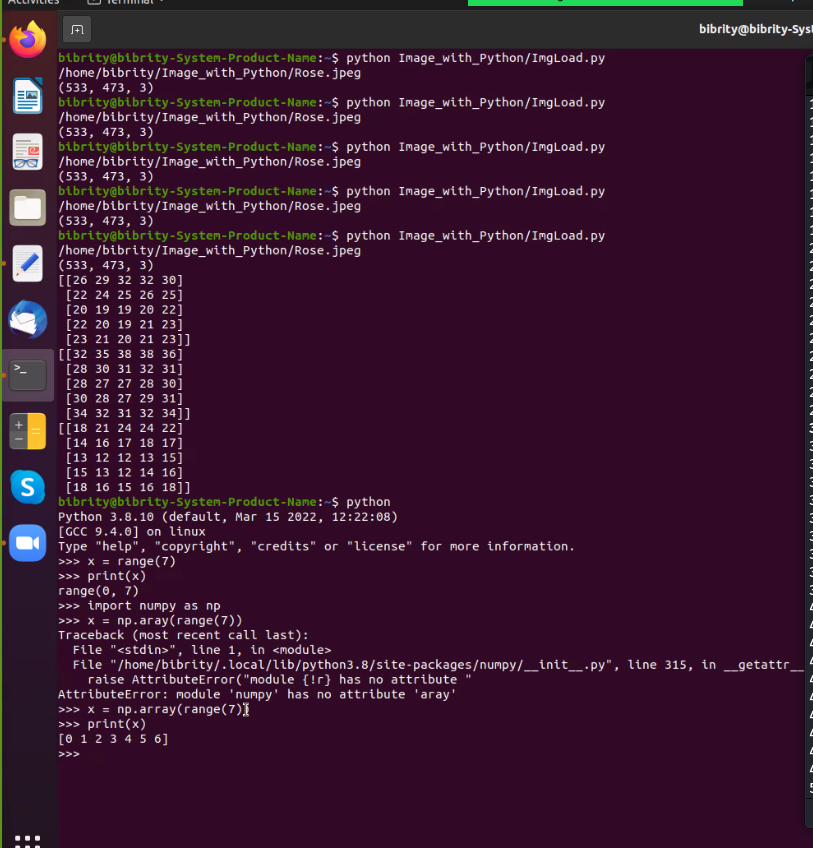 Activities Terminal
bibrity@bibrity-Sys
bibrity@bibrity-System-Product-Name:~$ python Image_with_Python/ImgLoad.py
/home/bibrity/Image_with_Python/Rose.jpeg
(533, 473, 3)
bibrity@bibrity-System-Product-Name:~$ python Image_with_Python/ImgLoad.py
/home/bibrity/Image_with_Python/Rose.jpeg
(533, 473, 3)
bibrity@bibrity-System-Product-Name:~$ python Image_with_Python/ImgLoad.py
/home/bibrity/Image_with_Python/Rose.jpeg
(533, 473, 3)
bibrity@bibrity-System-Product-Name:~$ python Image_with_Python/ImgLoad.py
/home/bibrity/Image_with_Python/Rose.jpeg
(533, 473, 3)
bibrity@bibrity-System-Product-Name:~$ python Image_with_Python/ImgLoad.py
/home/bibrity/Image_with_Python/Rose.jpeg
(533, 473, 3)
[[26 29 32 32 30]
 [22 24 25 26 25]
 [20 19 19 20 22]
 [22 20 19 21 23]
 [23 21 20 21 23]]
[[32 35 38 38 36]
 [28 30 31 32 31]
 [28 27 27 28 30]
 [30 28 27 29 31]
 [34 32 31 32 34]]
[[18 21 24 24 22]
 [14 16 17 18 17]
 [13 12 12 13 15]
 [15 13 12 14 16]
 [18 16 15 16 18]]
bibrity@bibrity-System-Product-Name:~$ python
Python 3.8.10 (default, Mar 15 2022, 12:22:08)
[GCC 9.4.0] on linux
Type "help", "copyright", "credits" or "license" for more information.
>>> x = range(7)
>>> print(x)
range(0, 7)
>>> import numpy as np
>>> x = np.aray(range(7))
Traceback (most recent call last):
  File "<stdin>", line 1, in <module>
  File "/home/bibrity/.local/lib/python3.8/site-packages/numpy/__init__.py", line 315, in __getattr__
    raise AttributeError("module {!r} has no attribute "
AttributeError: module 'numpy' has no attribute 'aray'
>>> x = np.array(range(7))
>>> print(x)
[0 1 2 3 4 5 6]
>>>